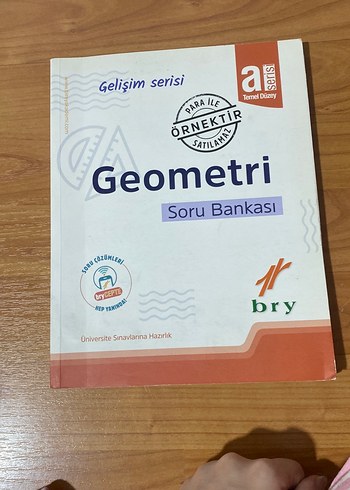 Gelişim serisi
a serisi
Temel Düzey
PARA İLE
ÖRNEKTİR
SATILAMAZ
Geometri
Soru Bankası
SORU ÇÖZÜMLERİ
bryCEPTE
HEP YANINDA!
bry
Üniversite Sınavlarına Hazırlık